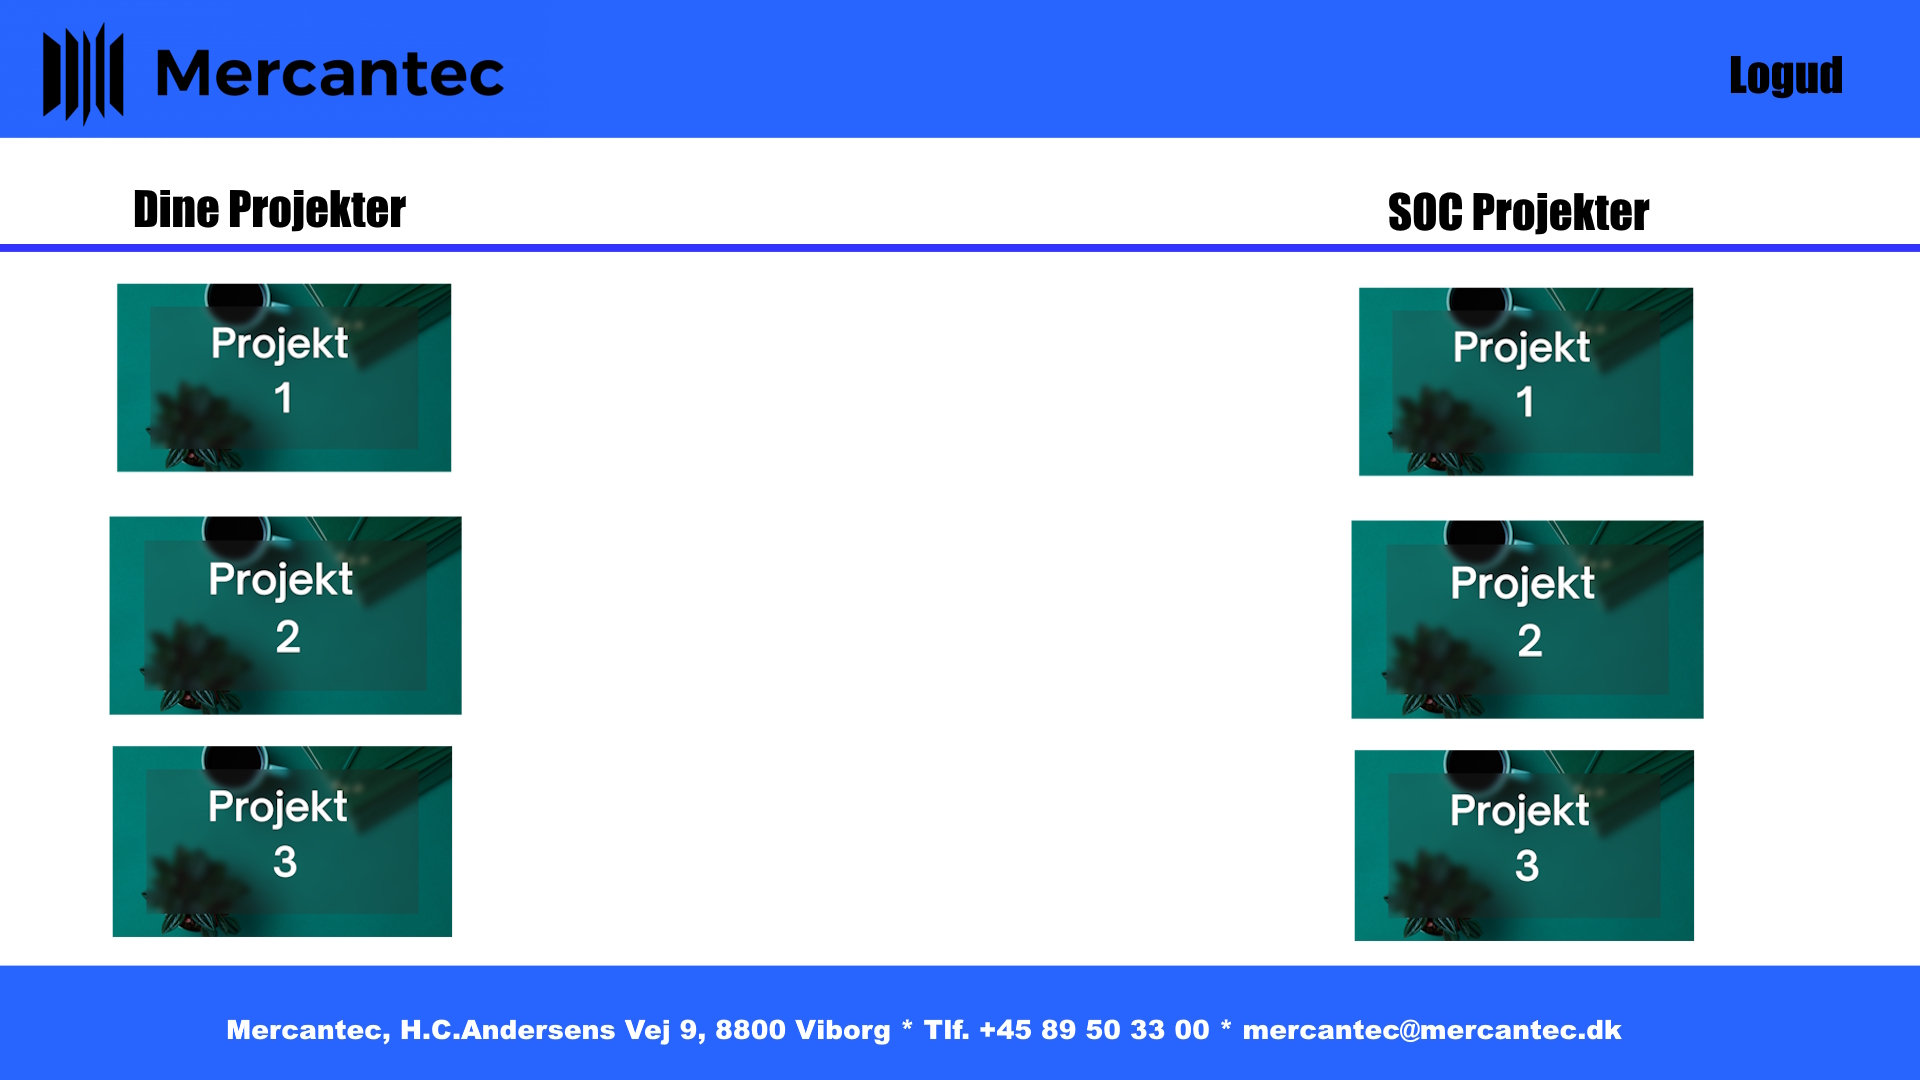 Mercantec
Logud
Dine Projekter
SOC Projekter
Projekt
1
Projekt
2
Projekt
3
Projekt
1
Projekt
2
Projekt
3
Mercantec, H.C.Andersens Vej 9, 8800 Viborg * Tlf. +45 89 50 33 00 * mercantec@mercantec.dk